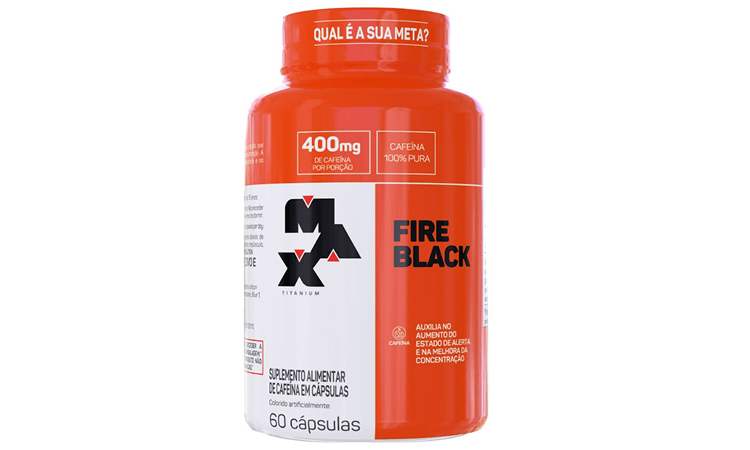 QUAL É A SUA META?
400mg
DE CAFEÍNA
POR PORÇÃO
CAFEÍNA
100% PURA
MAX
TITANIUM
FIRE
BLACK
CAFEÍNA
AUXILIA NO
AUMENTO DO
ESTADO DE ALERTA
E NA MELHORA DA
CONCENTRAÇÃO
SUPLEMENTO ALIMENTAR
DE CAFEÍNA EM CÁPSULAS
Colorido artificialmente.
60 cápsulas